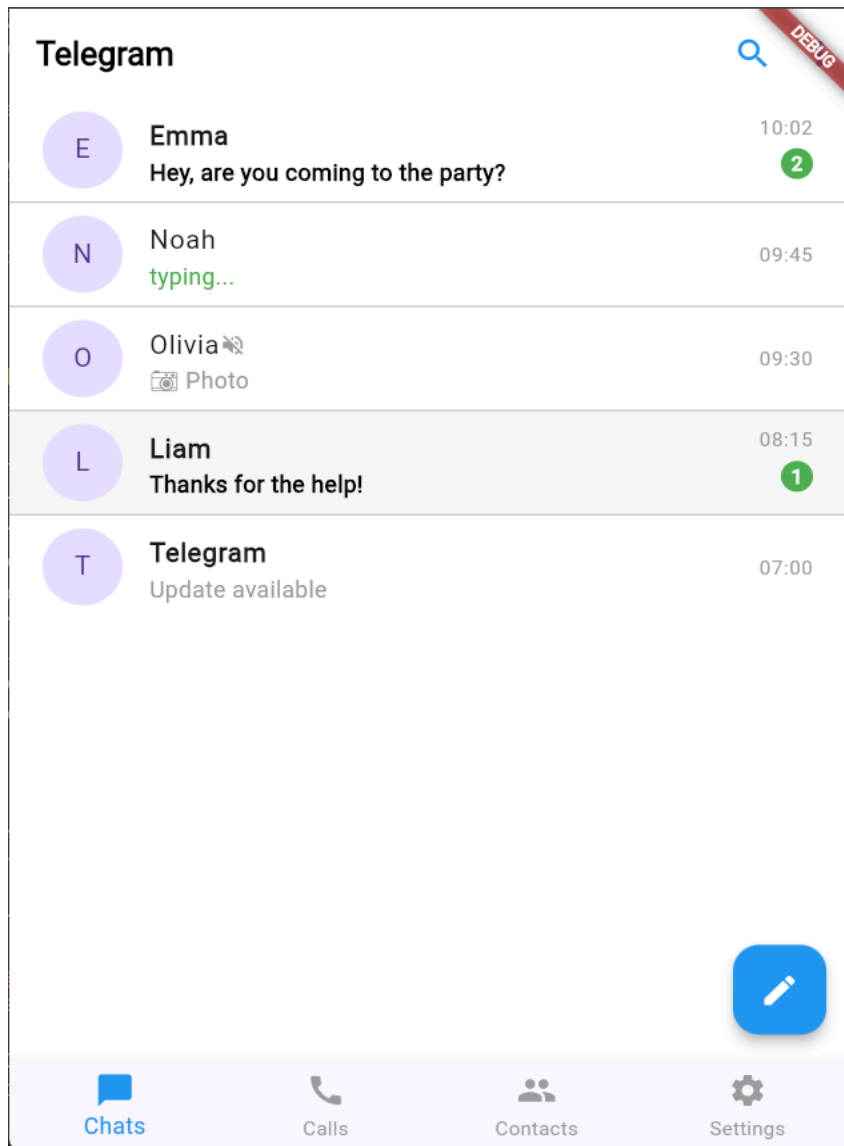 Telegram
DEBUG
E
Emma
10:02
Hey, are you coming to the party?
2
N
Noah
09:45
typing...
O
Olivia
09:30
Photo
L
Liam
08:15
Thanks for the help!
1
T
Telegram
07:00
Update available
Chats
Calls
Contacts
Settings